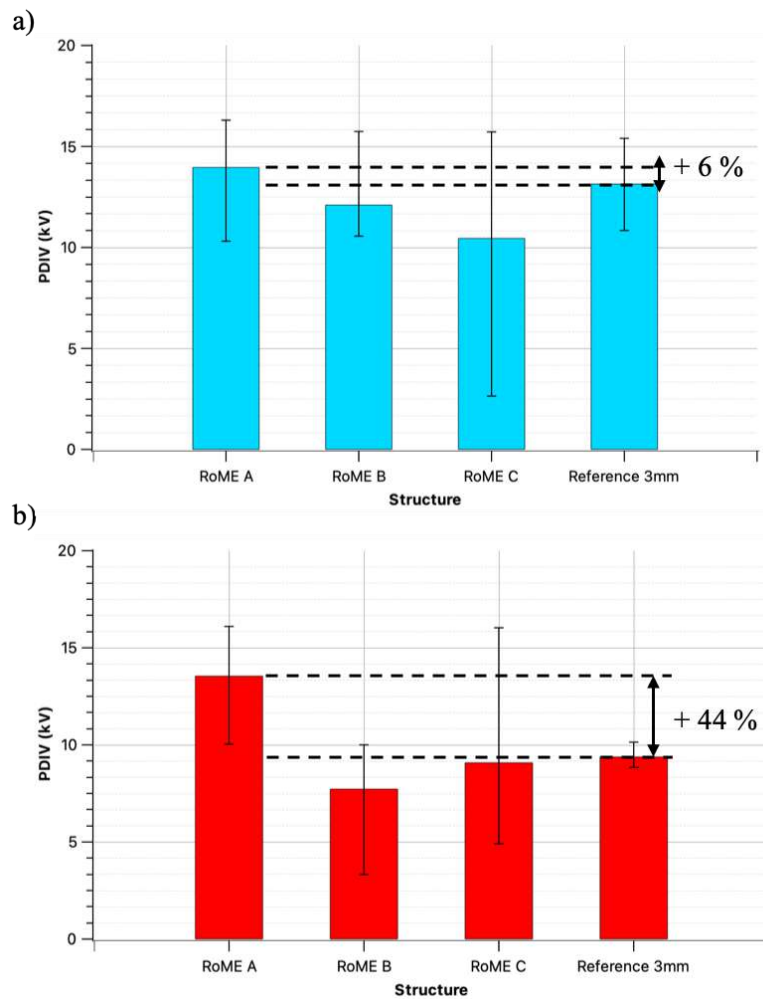 a)
20
15
10
5
0
PDIV (kV)
+ 6 %
RoME A RoME B RoME C Reference 3mm
Structure
b)
20
15
10
5
0
PDIV (kV)
+ 44 %
RoME A RoME B RoME C Reference 3mm
Structure